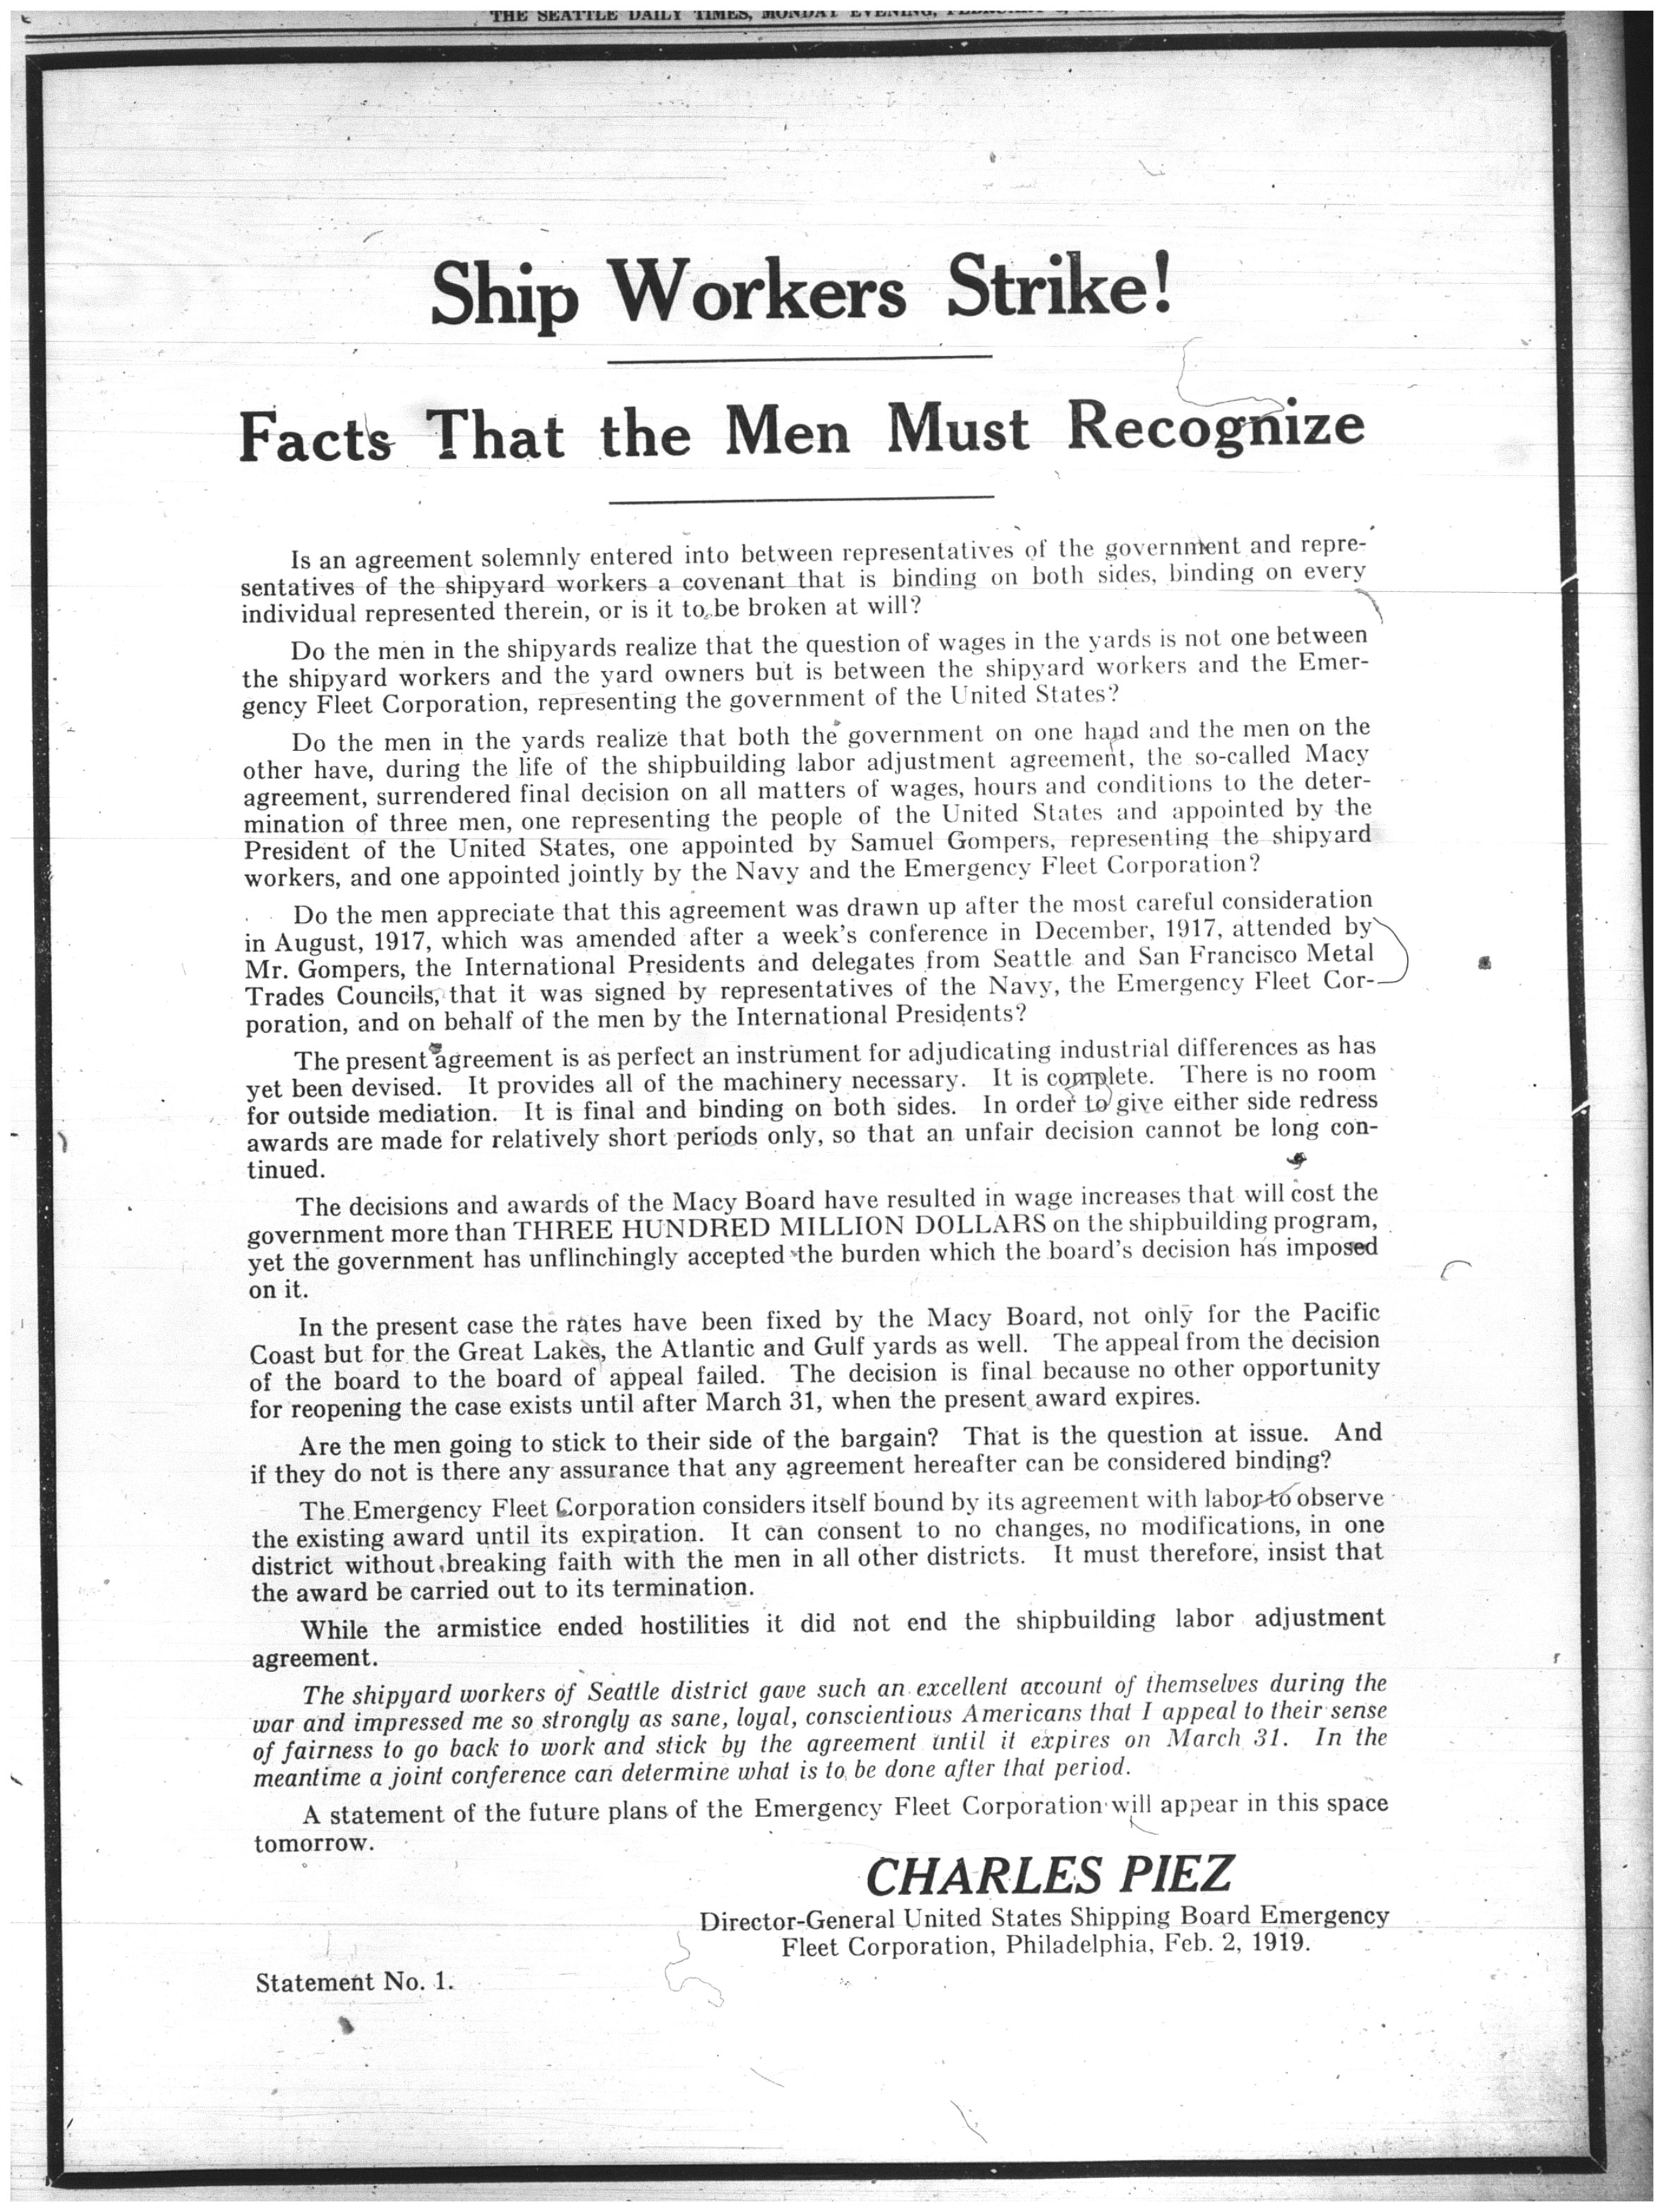 THE SEATTLE DAILY TIMES, MONDAY EVENING,
Ship Workers Strike!
Facts That the Men Must Recognize
Is an agreement solemnly entered into between representatives of the government and repre-
sentatives of the shipyard workers a covenant that is binding on both sides, binding on every
individual represented therein, or is it to be broken at will?
Do the men in the shipyards realize that the question of wages in the yards is not one between
the shipyard workers and the yard owners but is between the shipyard workers and the Emer-
gency Fleet Corporation, representing the government of the United States?
Do the men in the yards realize that both the government on one hand and the men on the
other have, during the life of the shipbuilding labor adjustment agreement, the so-called Macy
agreement, surrendered final decision on all matters of wages, hours and conditions to the deter-
mination of three men, one representing the people of the United States and appointed by the
President of the United States, one appointed by Samuel Gompers, representing the shipyard
workers, and one appointed jointly by the Navy and the Emergency Fleet Corporation?
Do the men appreciate that this agreement was drawn up after the most careful consideration
in August, 1917, which was amended after a week's conference in December, 1917, attended by
Mr. Gompers, the International Presidents and delegates from Seattle and San Francisco Metal
Trades Councils, that it was signed by representatives of the Navy, the Emergency Fleet Cor-
poration, and on behalf of the men by the International Presidents?
The present agreement is as perfect an instrument for adjudicating industrial differences as has
yet been devised. It provides all of the machinery necessary. It is complete. There is no room
for outside mediation. It is final and binding on both sides. In order to give either side redress
awards are made for relatively short periods only, so that an unfair decision cannot be long con-
tinued.
The decisions and awards of the Macy Board have resulted in wage increases that will cost the
government more than THREE HUNDRED MILLION DOLLARS on the shipbuilding program,
yet the government has unflinchingly accepted the burden which the board's decision has imposed
on it.
In the present case the rates have been fixed by the Macy Board, not only for the Pacific
Coast but for the Great Lakes, the Atlantic and Gulf yards as well. The appeal from the decision
of the board to the board of appeal failed. The decision is final because no other opportunity
for reopening the case exists until after March 31, when the present award expires.
Are the men going to stick to their side of the bargain? That is the question at issue. And
if they do not is there any assurance that any agreement hereafter can be considered binding?
The Emergency Fleet Corporation considers itself bound by its agreement with labor to observe
the existing award until its expiration. It can consent to no changes, no modifications, in one
district without breaking faith with the men in all other districts. It must therefore, insist that
the award be carried out to its termination.
While the armistice ended hostilities it did not end the shipbuilding labor adjustment
agreement.
The shipyard workers of Seattle district gave such an excellent account of themselves during the
war and impressed me so strongly as sane, loyal, conscientious Americans that I appeal to their sense
of fairness to go back to work and stick by the agreement until it expires on March 31. In the
meantime a joint conference can determine what is to be done after that period.
A statement of the future plans of the Emergency Fleet Corporation will appear in this space
tomorrow.
CHARLES PIEZ
Director-General United States Shipping Board Emergency
Fleet Corporation, Philadelphia, Feb. 2, 1919.
Statement No. 1.